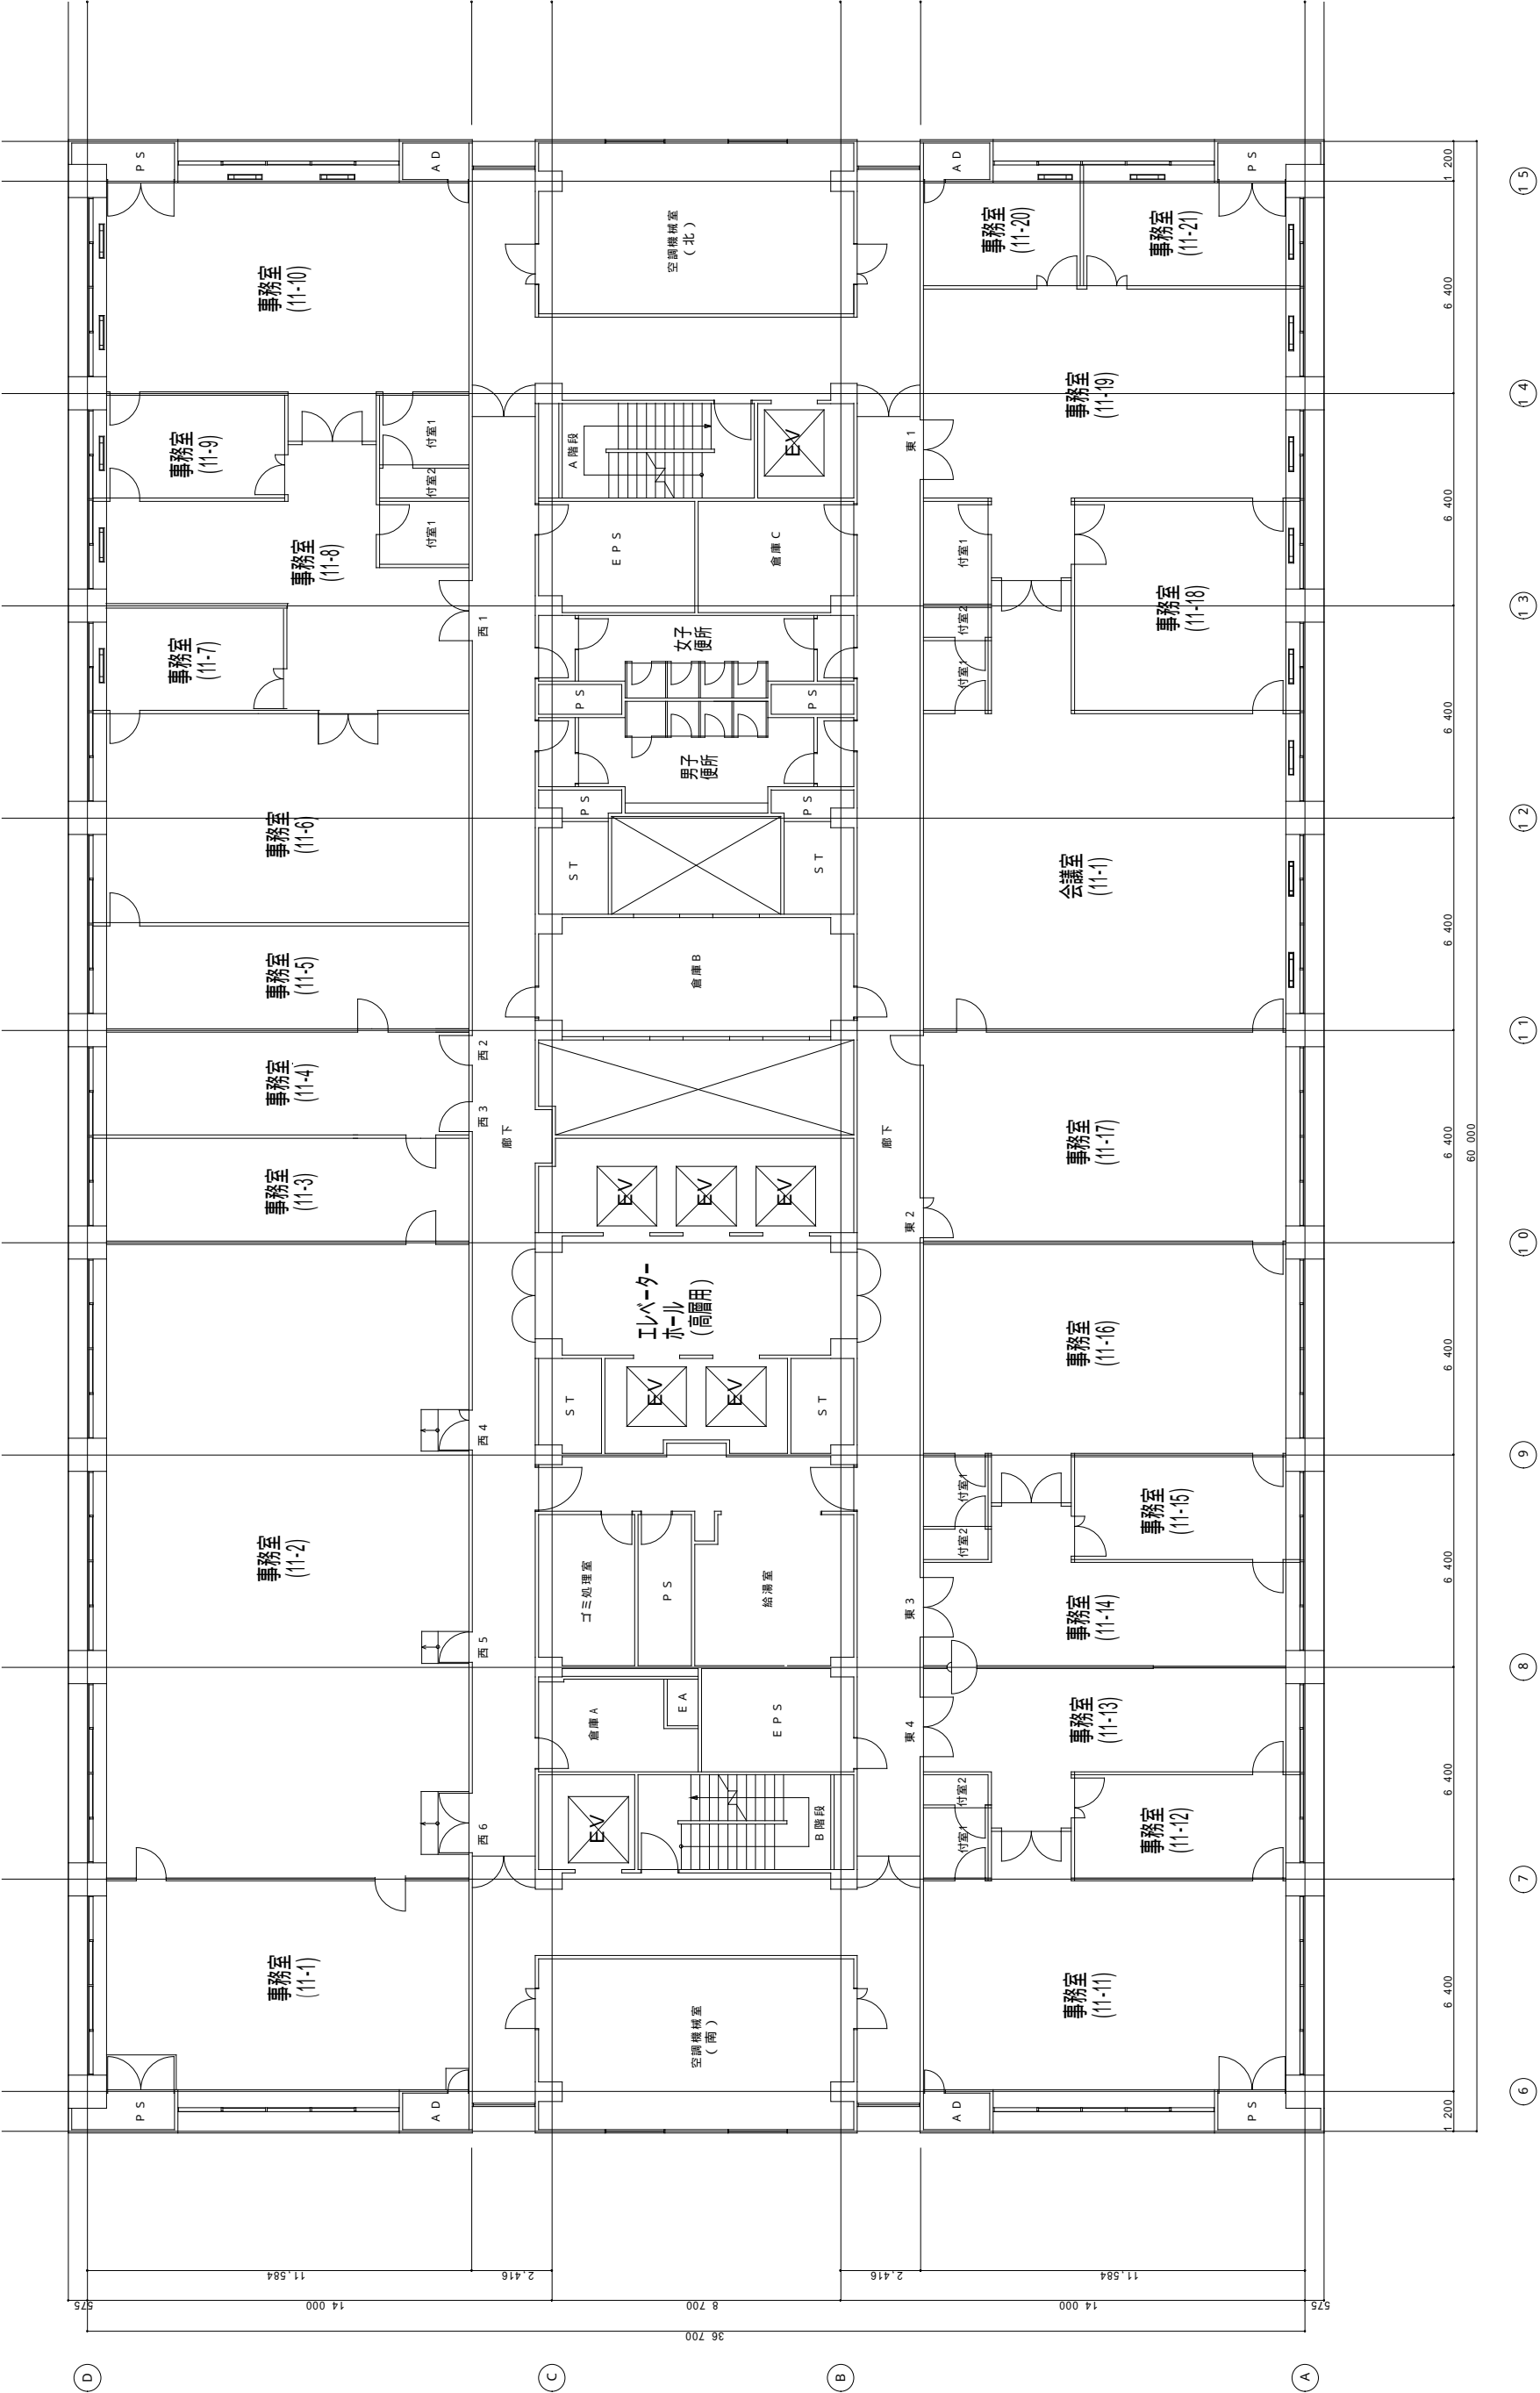 PS
AD
AD
PS
1 200
15
事務室
(11-10)
空調機械室
(北)
事務室
(11-20)
事務室
(11-21)
6 400
14
事務室
(11-9)
付室1
付室2
付室1
A階段
EV
東1
事務室
(11-19)
6 400
事務室
(11-8)
EPS
倉庫C
付室1
付室2
付室1
事務室
(11-18)
13
西1
事務室
(11-7)
女子
便所
PS
PS
男子
便所
6 400
事務室
(11-6)
PS
PS
12
ST
ST
会議室
(11-1)
6 400
事務室
(11-5)
倉庫B
11
西2
事務室
(11-4)
西3
廊下
廊下
事務室
(11-17)
6 400
60 000
事務室
(11-3)
EV
EV
EV
東2
10
エレベーター
ホール
(高層用)
事務室
(11-16)
6 400
ST
EV
EV
ST
西4
9
付室1
付室2
事務室
(11-15)
事務室
(11-2)
ゴミ処理室
PS
給湯室
東3
事務室
(11-14)
6 400
西5
8
倉庫A
EA
EPS
東4
事務室
(11-13)
付室2
付室1
事務室
(11-12)
6 400
西6
EV
B階段
7
事務室
(11-1)
空調機械室
(南)
事務室
(11-11)
6 400
6
PS
AD
AD
PS
1 200
11,584
2,416
2,416
11,584
575
14 000
8 700
14 000
575
36 700
D
C
B
A